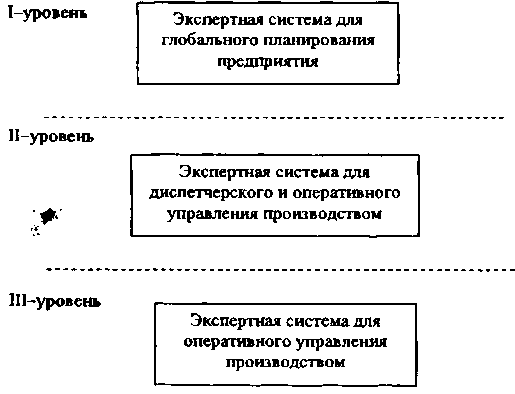 I–уровень
Экспертная система для
глобального планирования
предприятия
II–уровень
Экспертная система для
диспетчерского и оперативного
управления производством
III–уровень
Экспертная система для
оперативного управления
производством